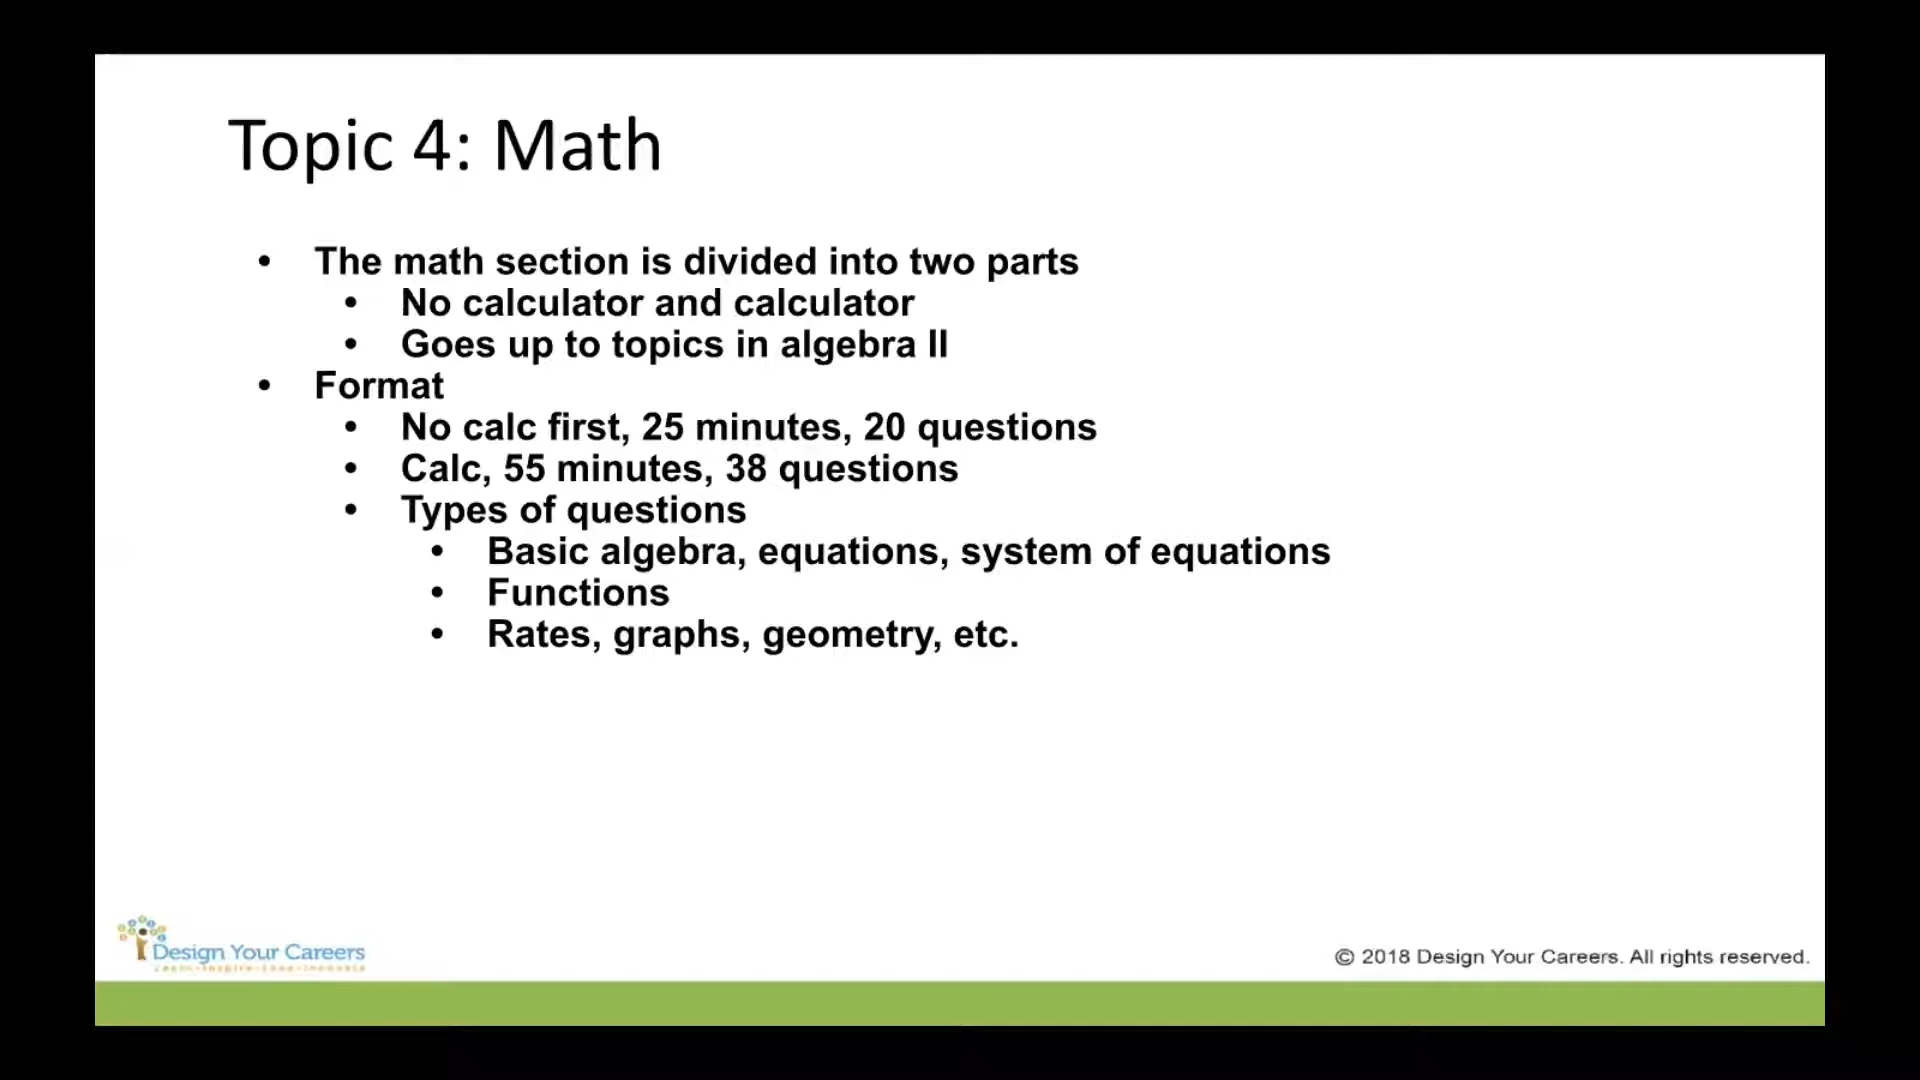 Topic 4: Math
• The math section is divided into two parts
• No calculator and calculator
• Goes up to topics in algebra II
• Format
• No calc first, 25 minutes, 20 questions
• Calc, 55 minutes, 38 questions
• Types of questions
• Basic algebra, equations, system of equations
• Functions
• Rates, graphs, geometry, etc.
Design Your Careers
© 2018 Design Your Careers. All rights reserved.